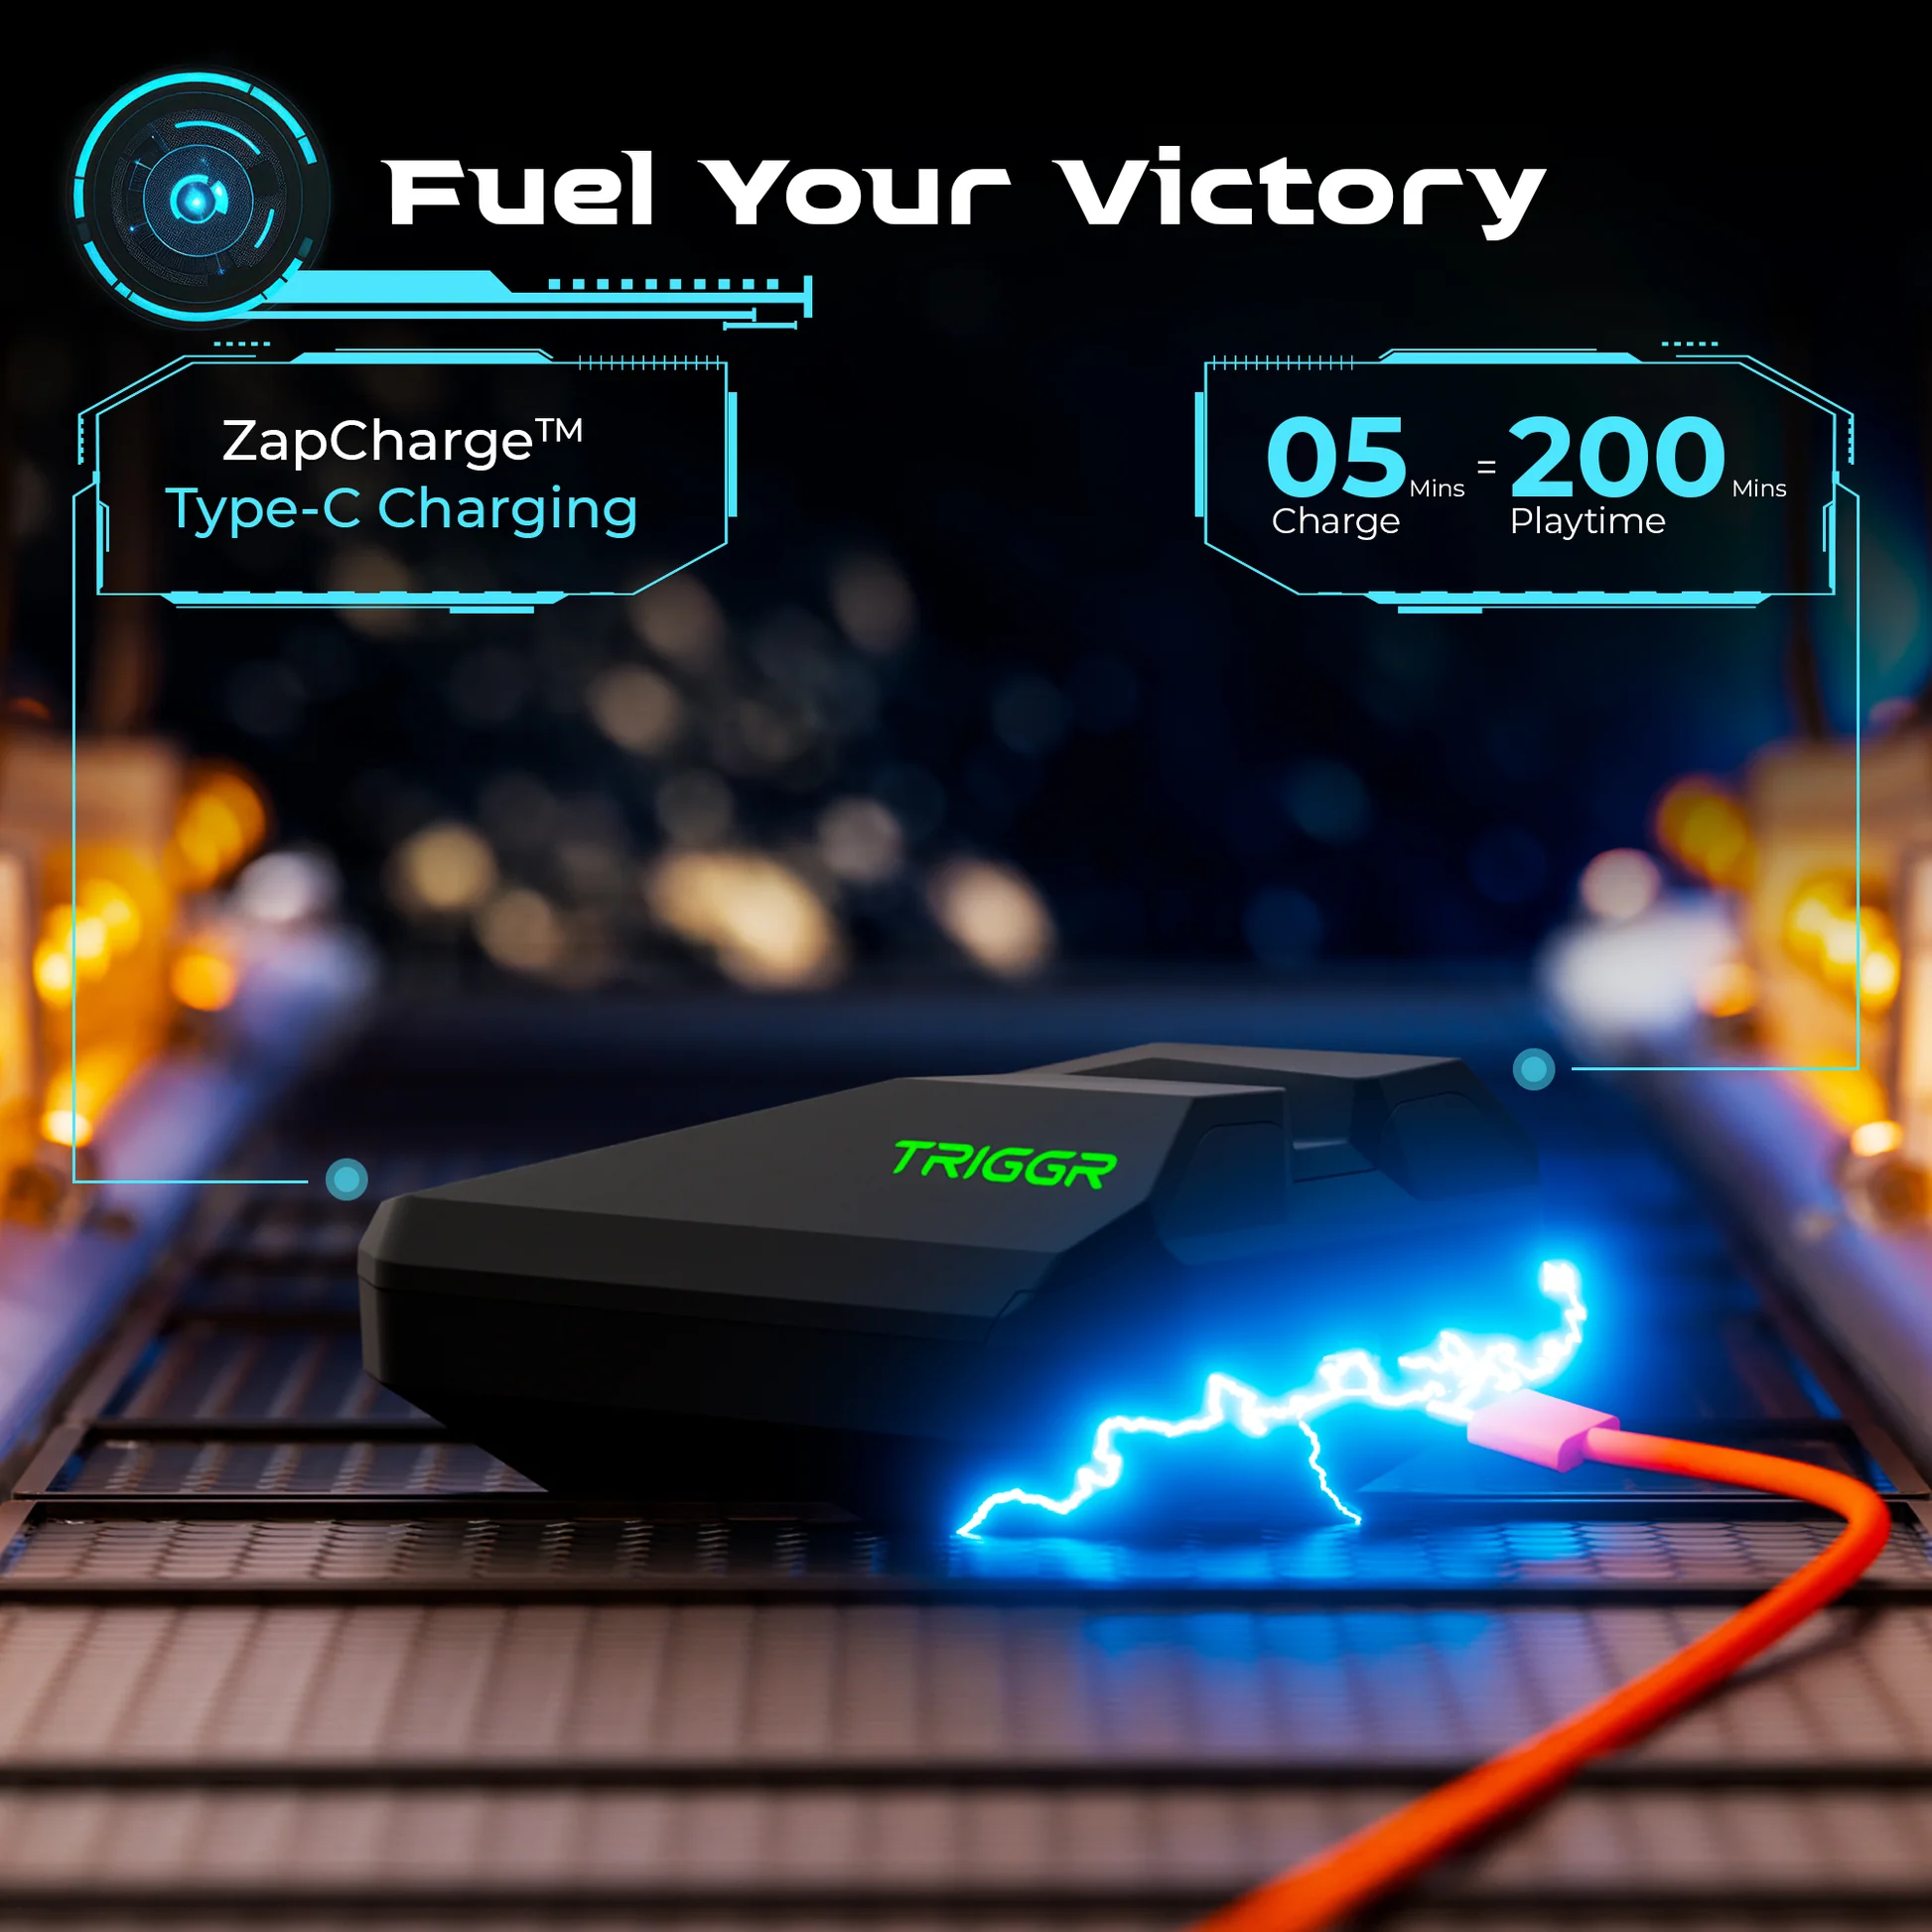 Fuel Your Victory
ZapCharge™
Type-C Charging
05 Mins = 200 Mins
Charge Playtime
TRIGGR